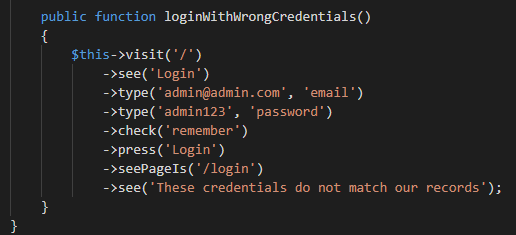 public function loginWithWrongCredentials()
{
$this->visit('/')
->see('Login')
->type('admin@admin.com', 'email')
->type('admin123', 'password')
->check('remember')
->press('Login')
->seePageIs('/login')
->see('These credentials do not match our records');
}
}